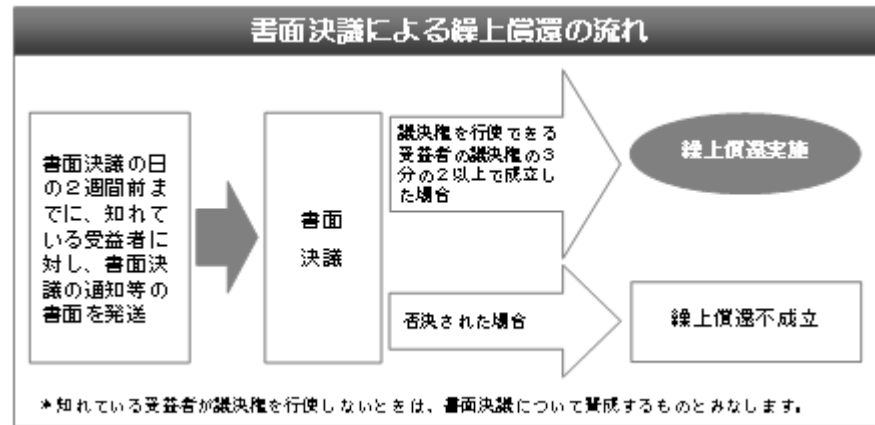 書面決議による繰上償還の流れ
書面決議の日
の2週間前ま
でに、知れて
いる受益者に
対し、書面決
議の通知等の
書面を発送
書面
決議
議決権を行使できる
受益者の議決権の3
分の2以上で成立し
た場合
繰上償還実施
否決された場合
繰上償還不成立
*知れている受益者が議決権を行使しないときは、書面決議について賛成するものとみなします。